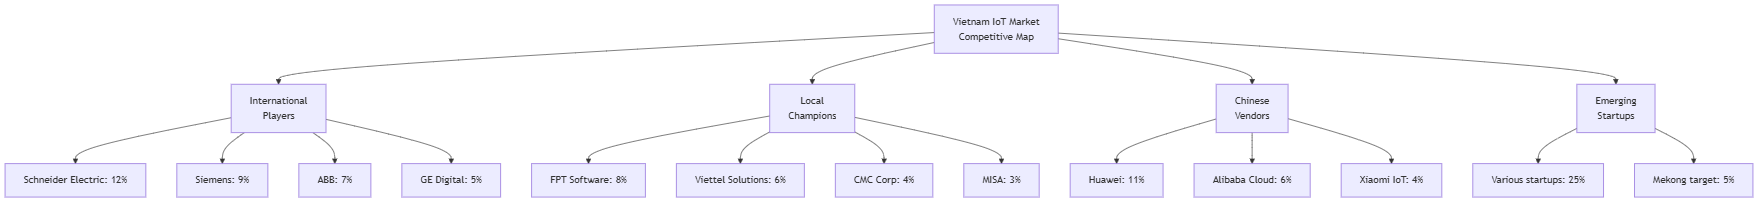 Vietnam IoT Market
Competitive Map
International
Players
Local
Champions
Chinese
Vendors
Emerging
Startups
Schneider Electric: 12%
Siemens: 9%
ABB: 7%
GE Digital: 5%
FPT Software: 8%
Viettel Solutions: 6%
CMC Corp: 4%
MISA: 3%
Huawei: 11%
Alibaba Cloud: 6%
Xiaomi IoT: 4%
Various startups: 25%
Mekong target: 5%